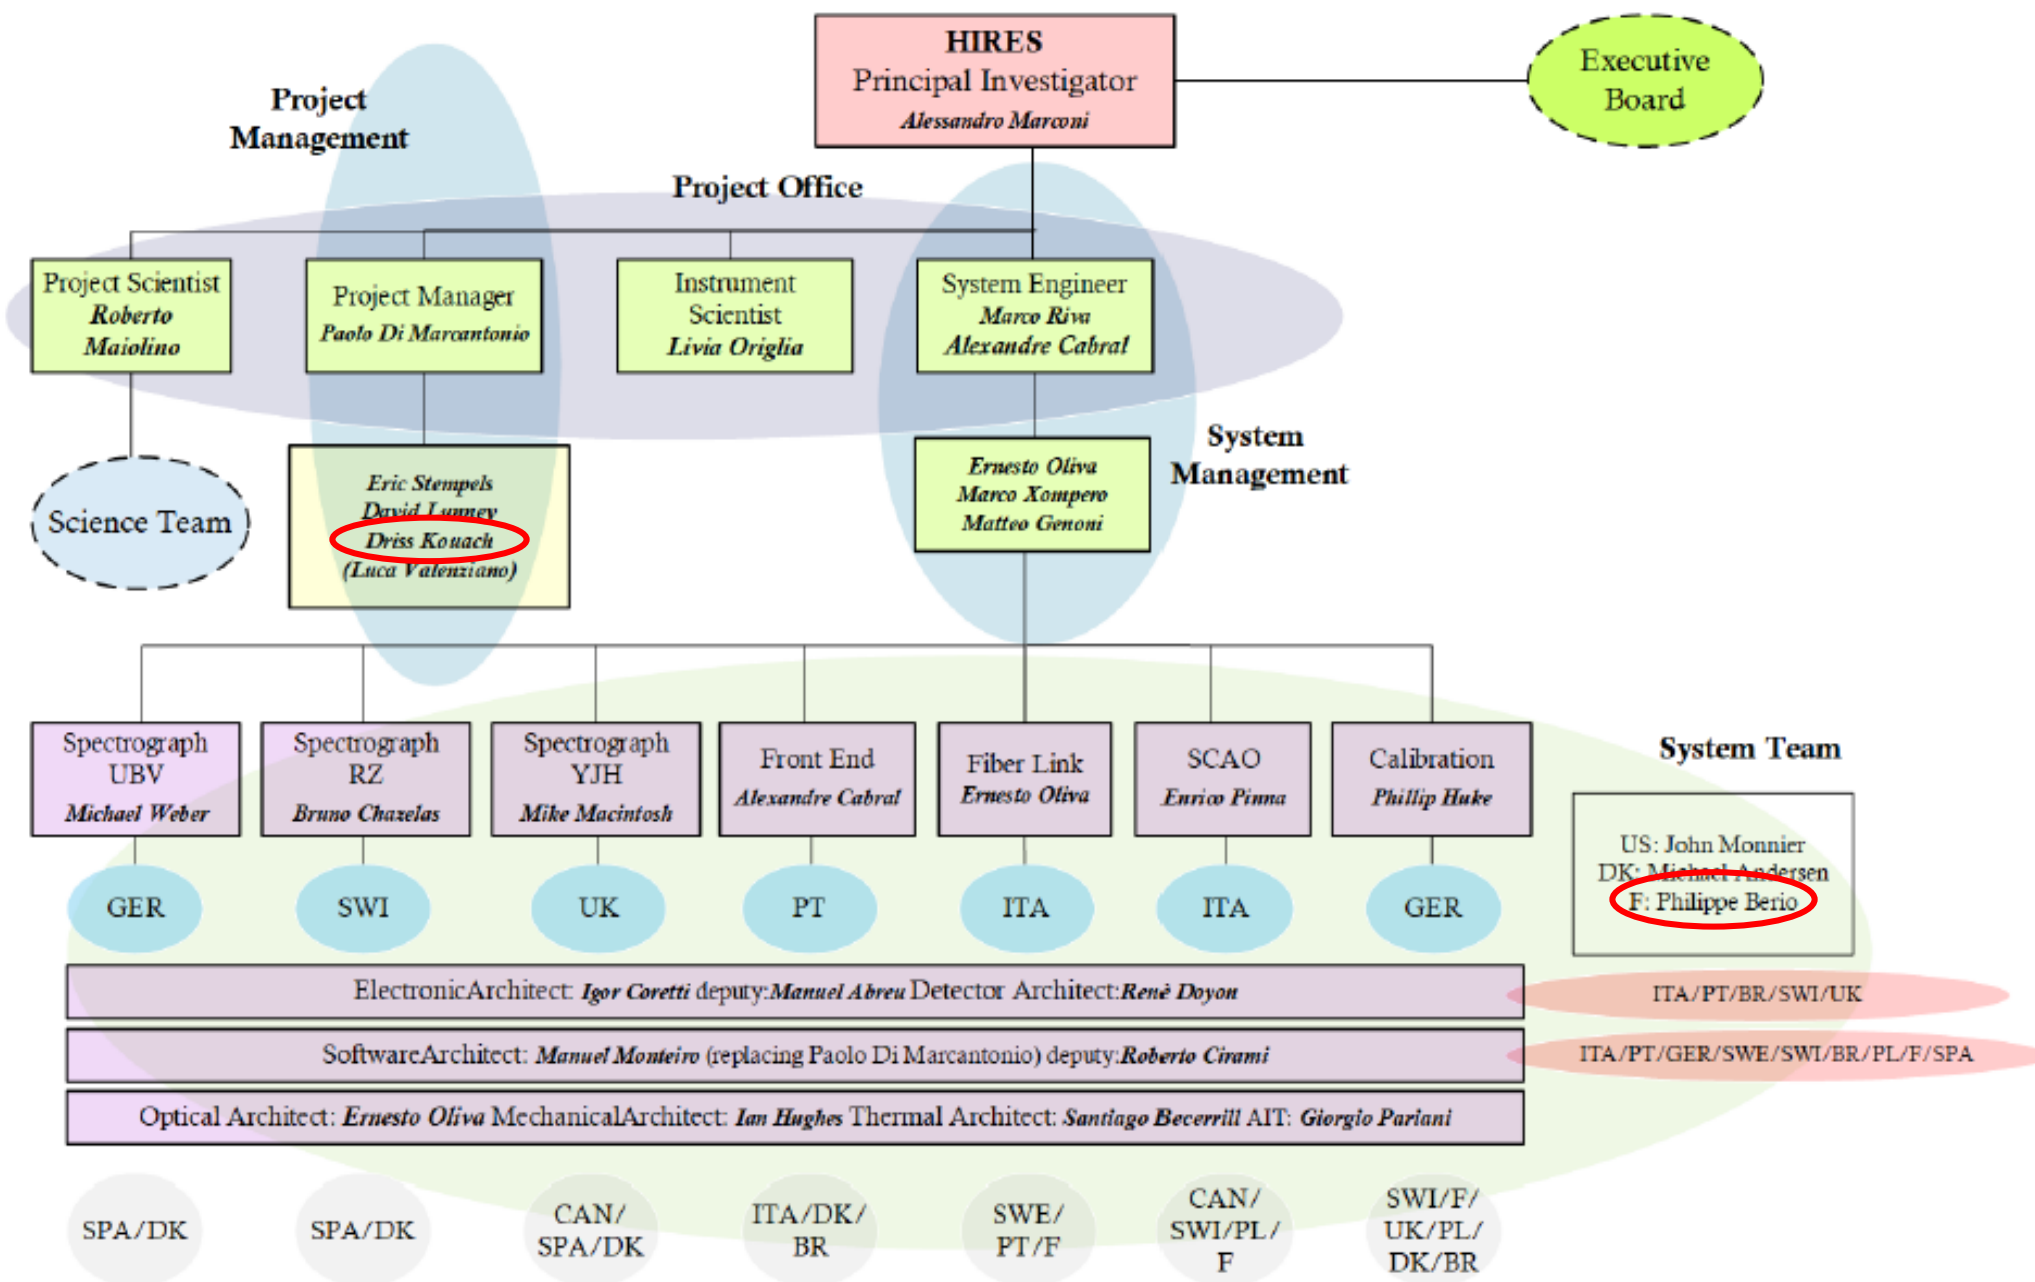 HIRES
Principal Investigator
Alessandro Marconi
Executive
Board
Project
Management
Project Office
Project Scientist
Roberto
Maiolino
Project Manager
Paolo Di Marcantonio
Instrument
Scientist
Livia Origlia
System Engineer
Marco Riva
Alexandre Cabral
System
Management
Science Team
Eric Stempels
David Lunney
Driss Kouach
(Luca Valenziano)
Ernesto Oliva
Marco Xompero
Matteo Genoni
Spectrograph
UBV
Michael Weber
Spectrograph
RZ
Bruno Chazelas
Spectrograph
YJH
Mike Macintosh
Front End
Alexandre Cabral
Fiber Link
Ernesto Oliva
SCAO
Enrico Pinna
Calibration
Phillip Huke
System Team
US: John Monnier
DK: Michael Andersen
F: Philippe Berio
GER
SWI
UK
PT
ITA
ITA
GER
ElectronicArchitect: Igor Coretti deputy:Manuel Abreu Detector Architect:Renè Doyon
ITA/PT/BR/SWI/UK
SoftwareArchitect: Manuel Monteiro (replacing Paolo Di Marcantonio) deputy:Roberto Cirami
ITA/PT/GER/SWE/SWI/BR/PL/F/SPA
Optical Architect: Ernesto Oliva MechanicalArchitect: Ian Hughes Thermal Architect: Santiago Becerrill AIT: Giorgio Pariani
SPA/DK
SPA/DK
CAN/
SPA/DK
ITA/DK/
BR
SWE/
PT/F
CAN/
SWI/PL/
F
SWI/F/
UK/PL/
DK/BR